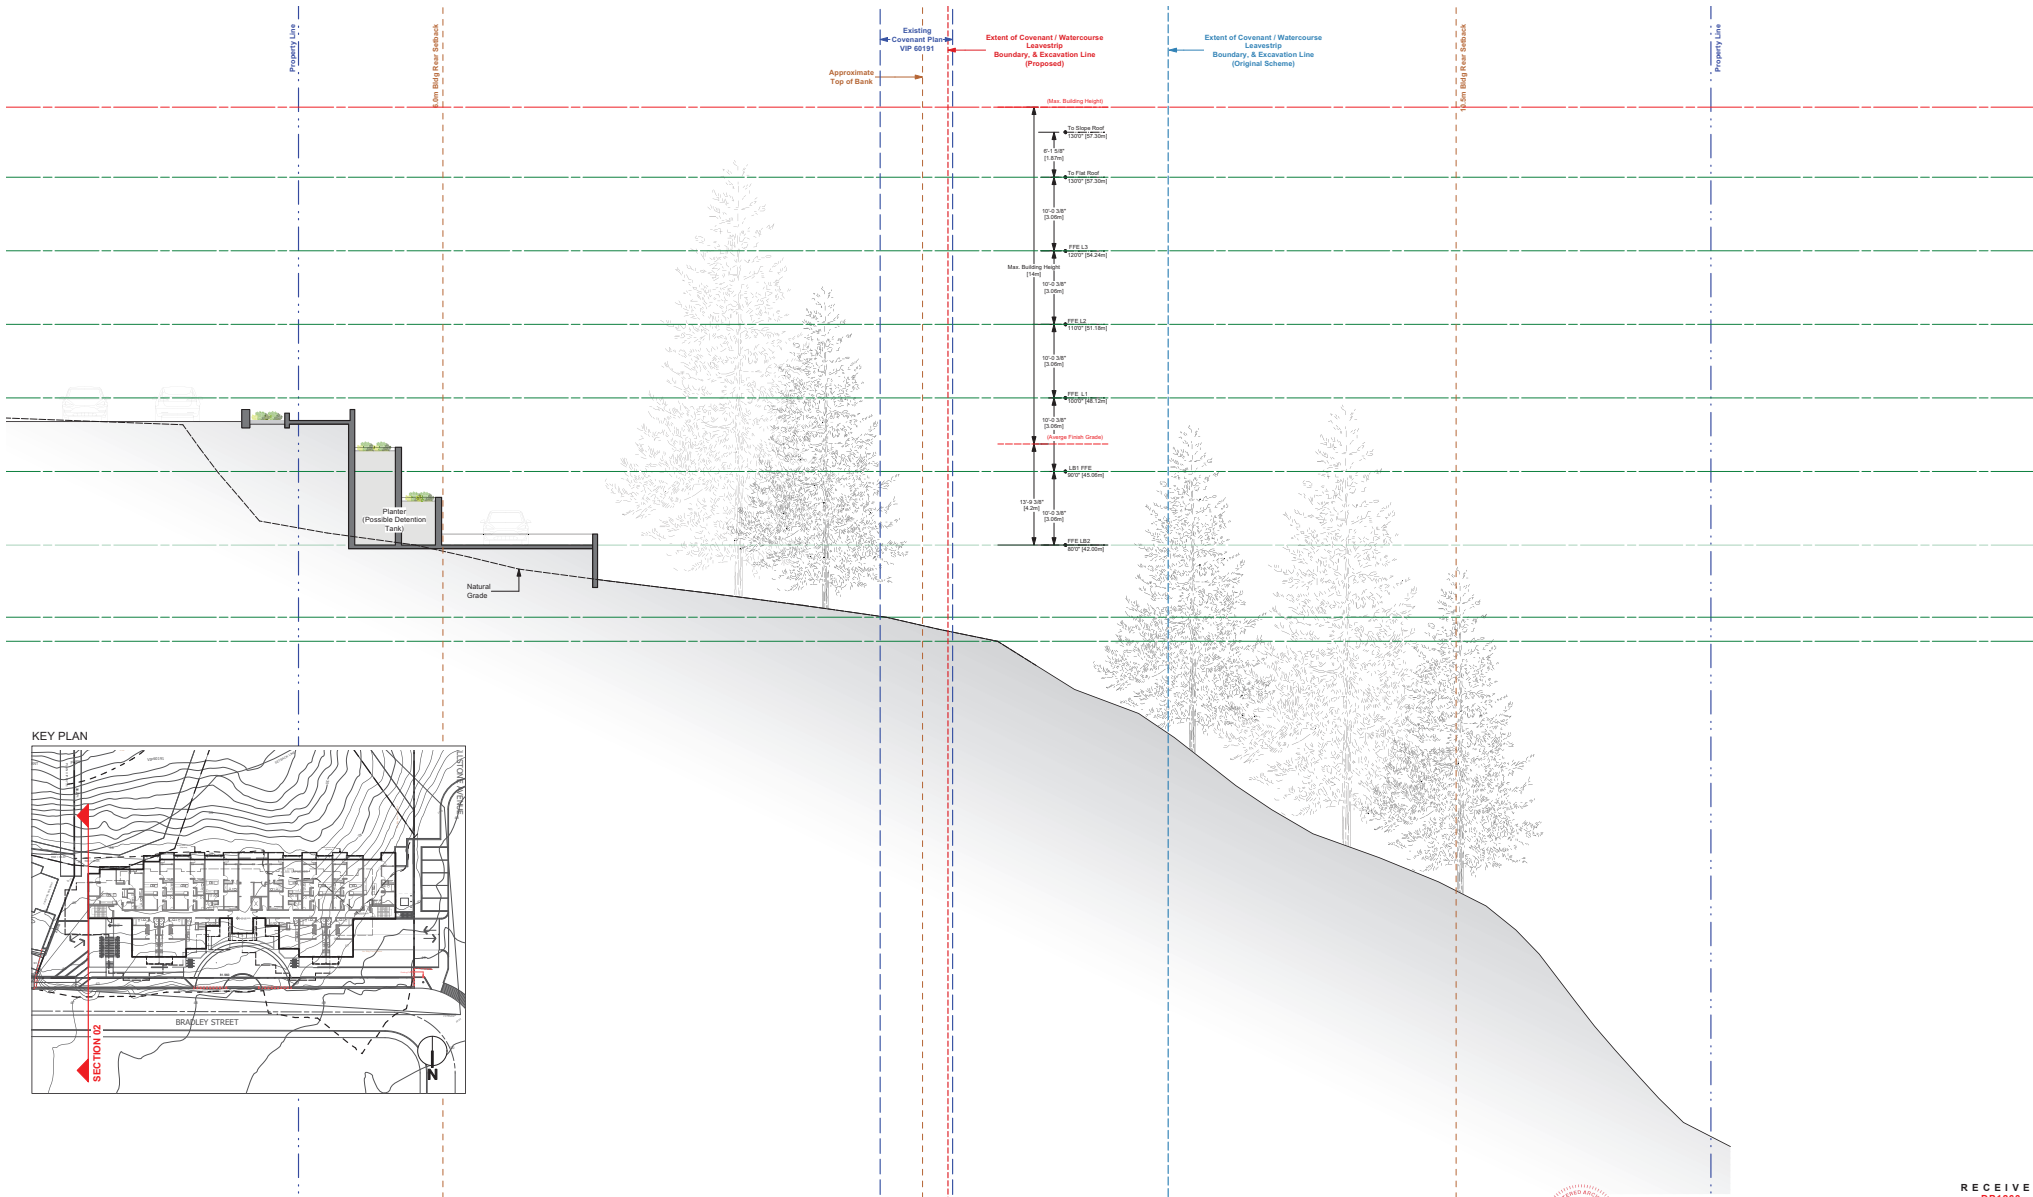 Property Line
6.0m Bldg Rear Setback
Existing
Covenant Plan
VIP 60191
Approximate
Top of Bank
Extent of Covenant / Watercourse
Leavestrip
Boundary, & Excavation Line
(Proposed)
Extent of Covenant / Watercourse
Leavestrip
Boundary, & Excavation Line
(Original Scheme)
Bldg Rear Setback
Property Line
(Max. Building Height)
To Slope Roof
130'0" [57.30m]
6'-1 5/8"
[1.87m]
To Flat Roof
130'0" [57.30m]
10'-0 3/8"
[3.06m]
FFE L3
120'0" [54.24m]
Max. Building Height
[14m]
10'-0 3/8"
[3.06m]
FFE L2
110'0" [51.18m]
10'-0 3/8"
[3.06m]
FFE L1
100'0" [48.12m]
10'-0 3/8"
[3.06m]
(Averge Finish Grade)
LB1 FFE
90'0" [45.06m]
13'-9 3/8"
[4.2m]
10'-0 3/8"
[3.06m]
FFE LB2
80'0" [42.00m]
Planter
(Possible Detention
Tank)
Natural
Grade
KEY PLAN
BRADLEY STREET
SECTION 02
N
RECEIVE